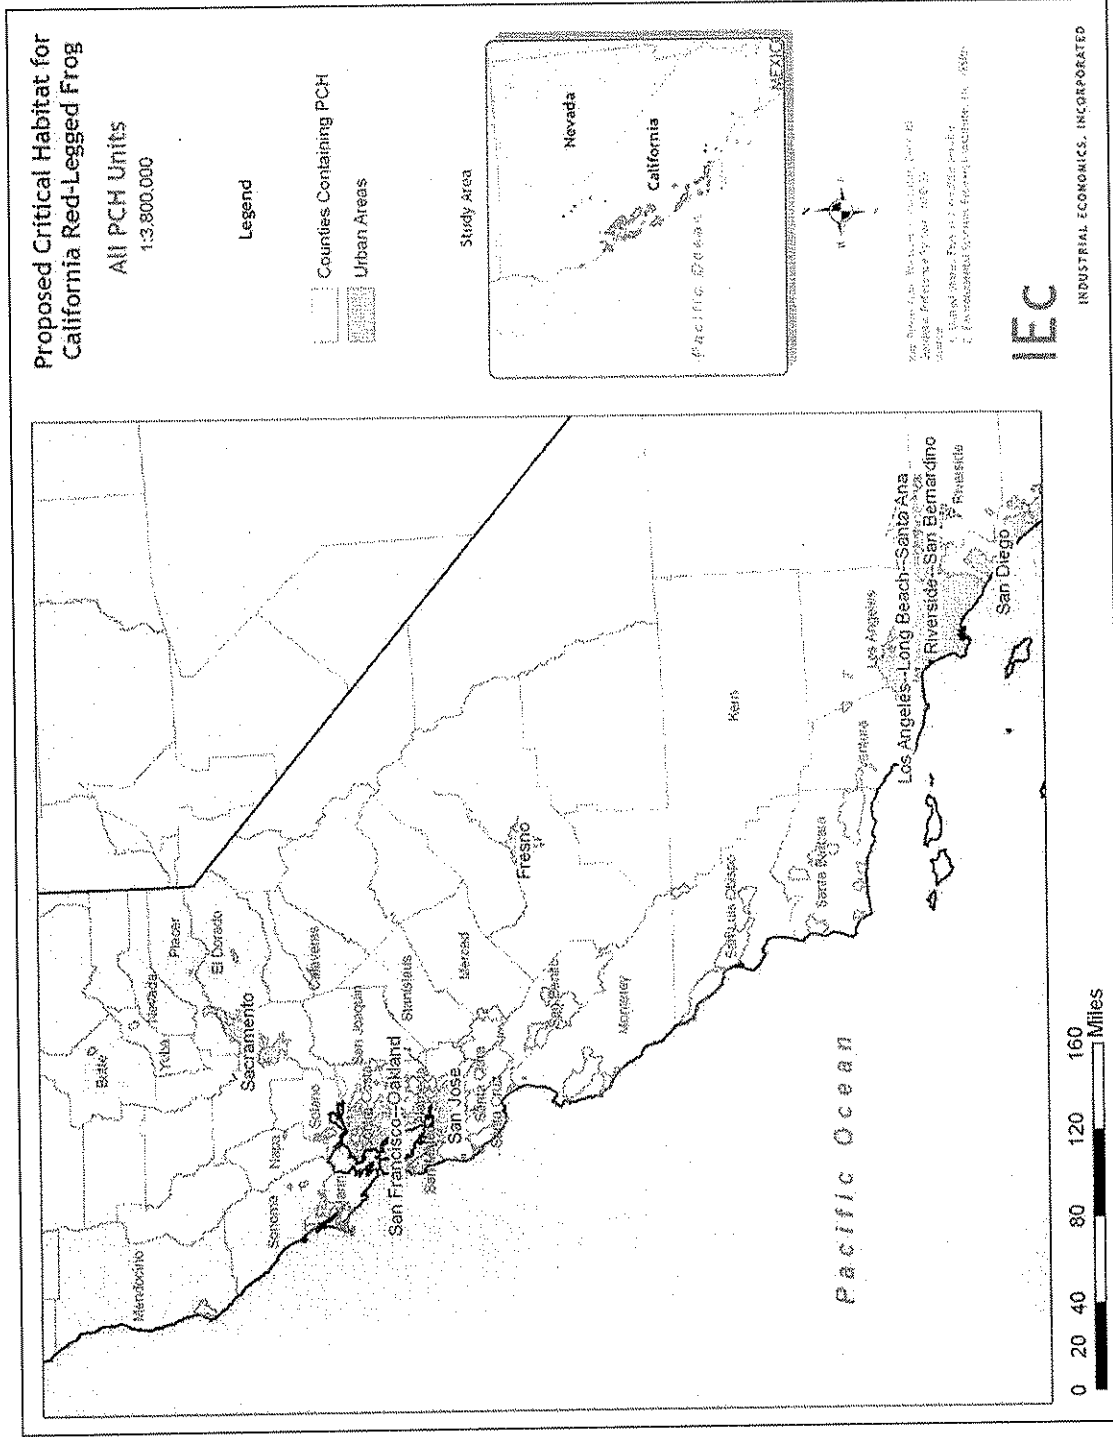 Proposed Critical Habitat for
California Red-Legged Frog
All PCH Units
1:3,800,000
Legend
Counties Containing PCH
Urban Areas
Study Area
Nevada
California
Pacific Ocean
MEXICO
IEC
INDUSTRIAL ECONOMICS, INCORPORATED
Mendocino
Butte
Yuba
Nevada
Placer
El Dorado
Sonoma
Napa
Solano
Sacramento
Calaveras
Marin
San Joaquin
Stanislaus
San Francisco--Oakland
San Jose
Santa Clara
Santa Cruz
Merced
San Benito
Fresno
Monterey
San Luis Obispo
Kern
Santa Barbara
Ventura
Los Angeles
Los Angeles--Long Beach--Santa Ana
Riverside--San Bernardino
Riverside
San Diego
Pacific Ocean
0 20 40 80 120 160
Miles